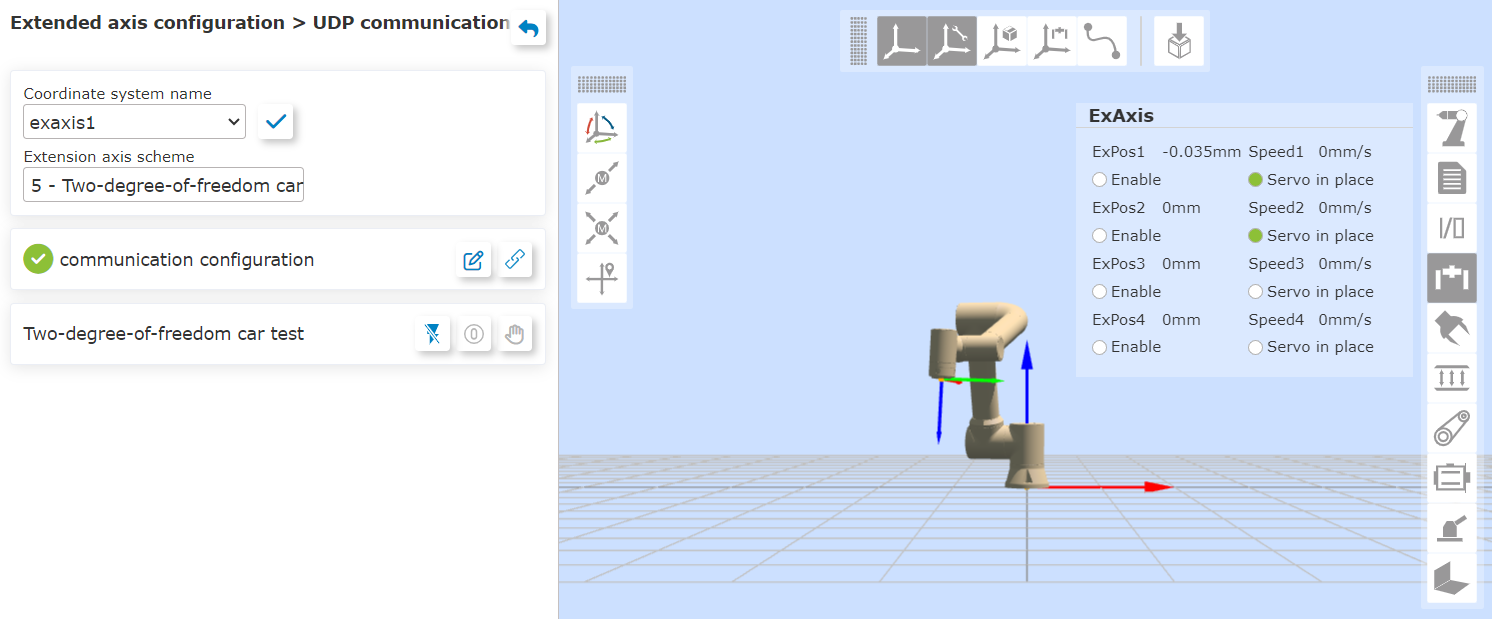 Extended axis configuration > UDP communication
Coordinate system name
exaxis1
Extension axis scheme
5 - Two-degree-of-freedom car
communication configuration
Two-degree-of-freedom car test
0
M
M
ExAxis
ExPos1 -0.035mm Speed1 0mm/s
Enable Servo in place
ExPos2 0mm Speed2 0mm/s
Enable Servo in place
ExPos3 0mm Speed3 0mm/s
Enable Servo in place
ExPos4 0mm Speed4 0mm/s
Enable Servo in place
I/O